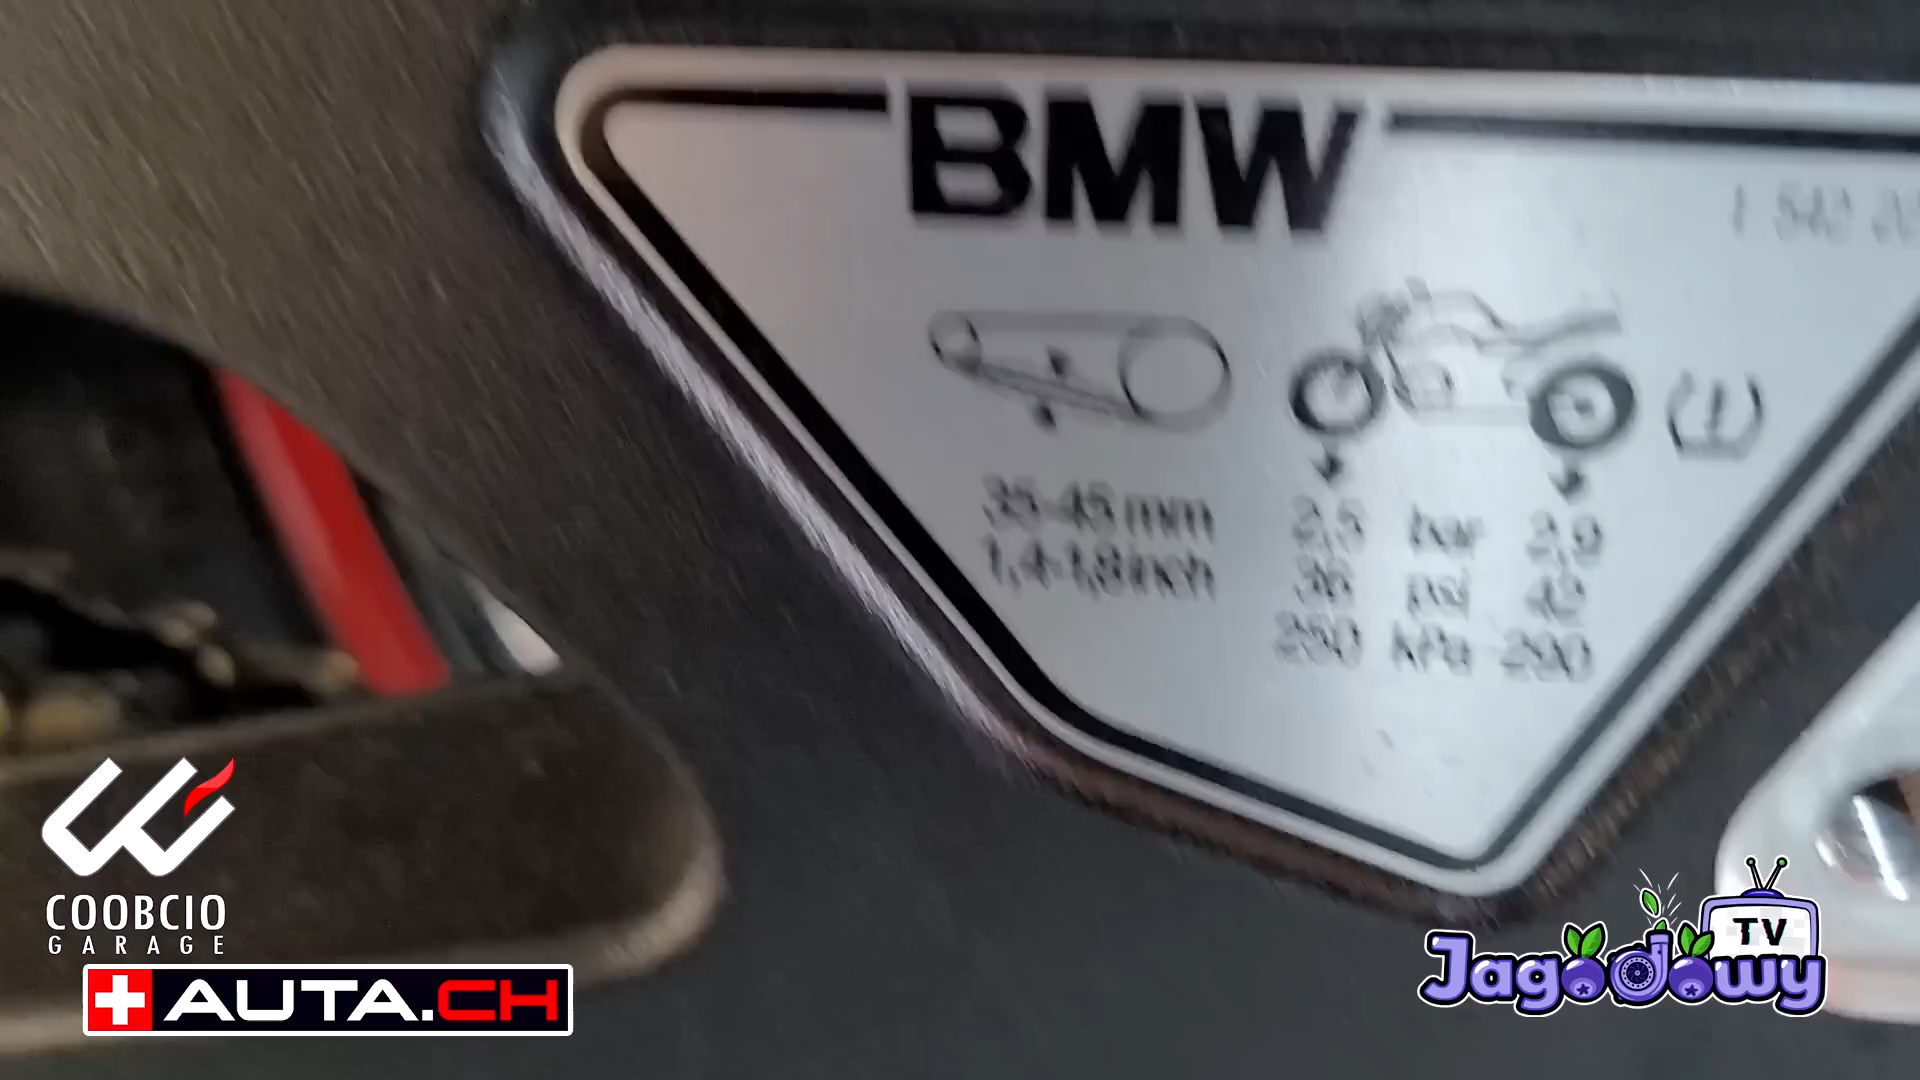 BMW
35-45 mm
1,4-1,8 inch
2,5 bar 2,9
36 psi 42
250 kPa 290
COOBCIO
GARAGE
AUTA.CH
TV
Jagodowy